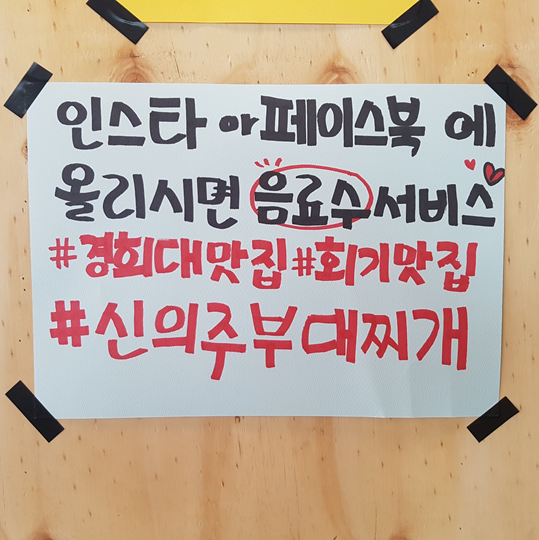 인스타 or 페이스북 에
올리시면 음료수 서비스
#경희대맛집 #회기맛집
#신의주부대찌개